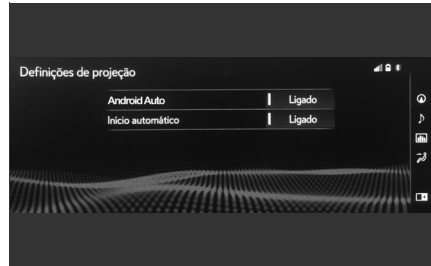 Definições de projeção
Android Auto Ligado
Início automático Ligado